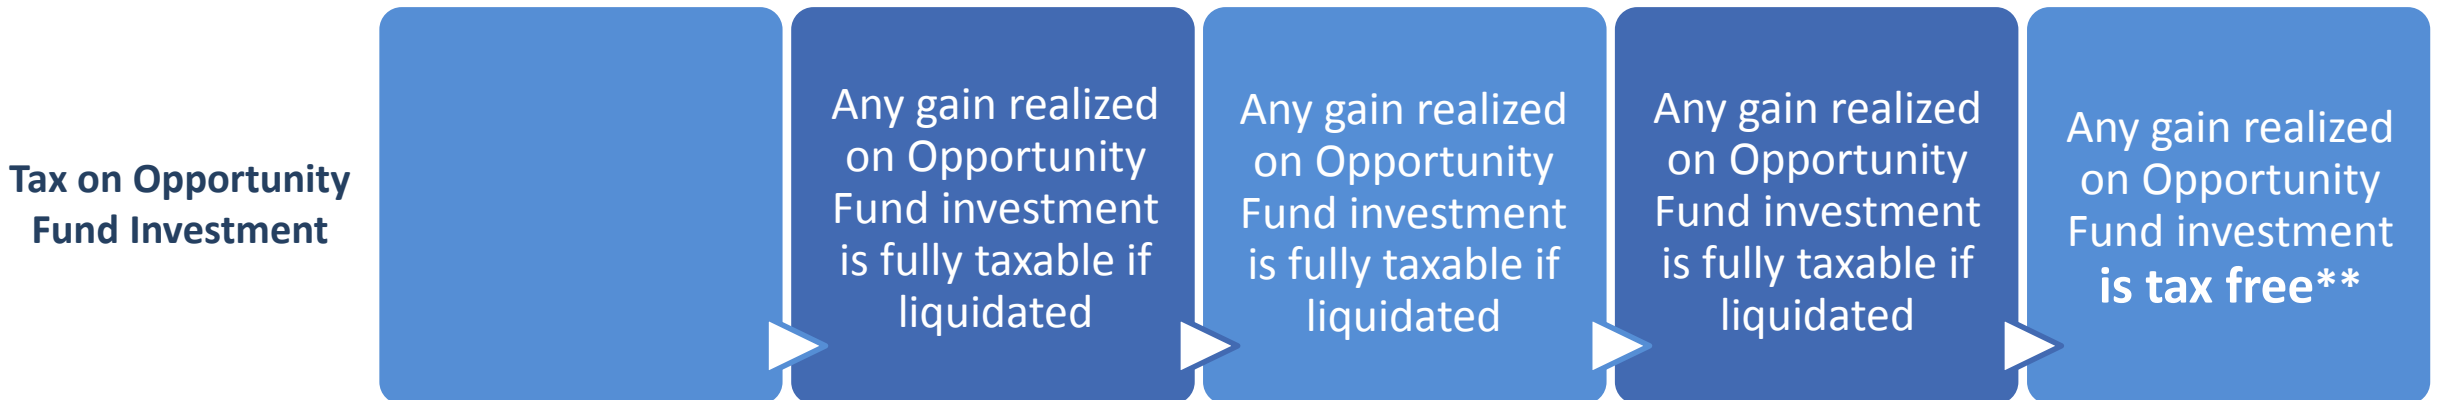 Tax on Opportunity
Fund Investment
Any gain realized
on Opportunity
Fund investment
is fully taxable if
liquidated
Any gain realized
on Opportunity
Fund investment
is fully taxable if
liquidated
Any gain realized
on Opportunity
Fund investment
is fully taxable if
liquidated
Any gain realized
on Opportunity
Fund investment
is tax free**